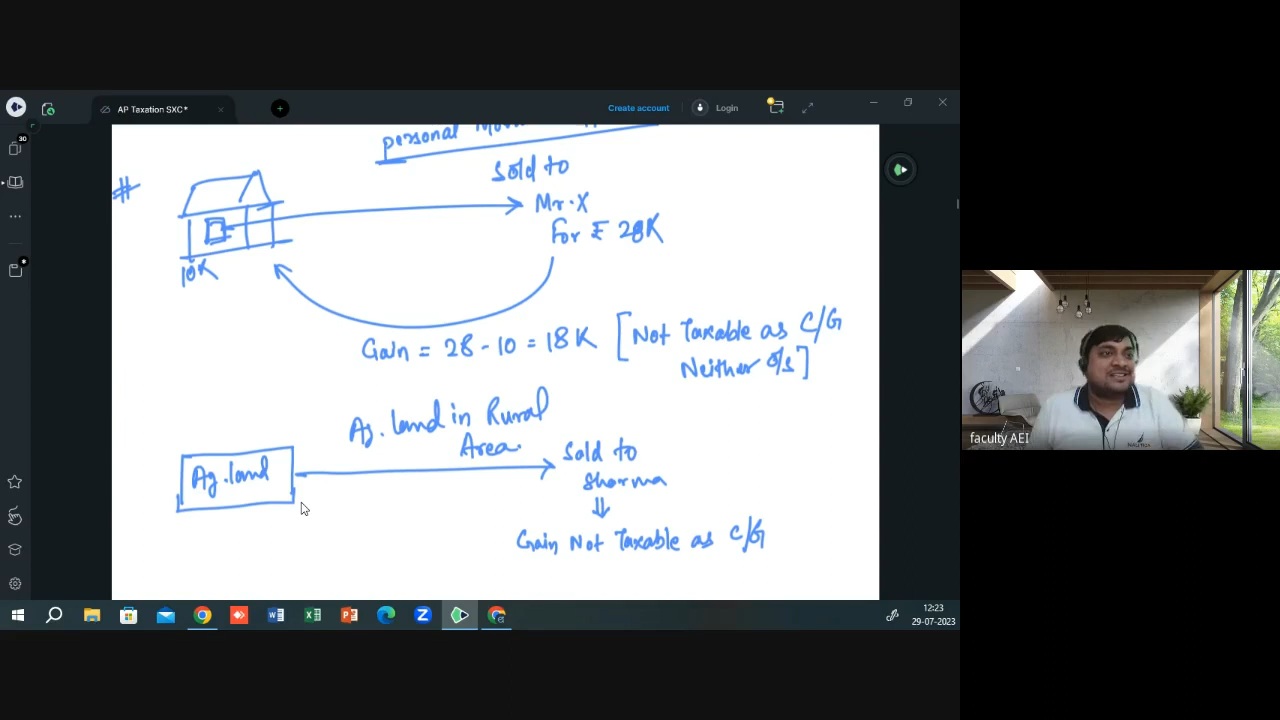 AP Taxation SXC*
Create account
Login
30
personal
Sold to
#
Mr. X
For ₹ 28K
10K
Gain = 28 - 10 = 18 K [Not Taxable as C/G
Neither O/S]
Ag. land in Rural
Area.
Ag. land
Sold to
Sharma
⇓
Gain Not Taxable as C/G
faculty AEI
12:23
29-07-2023